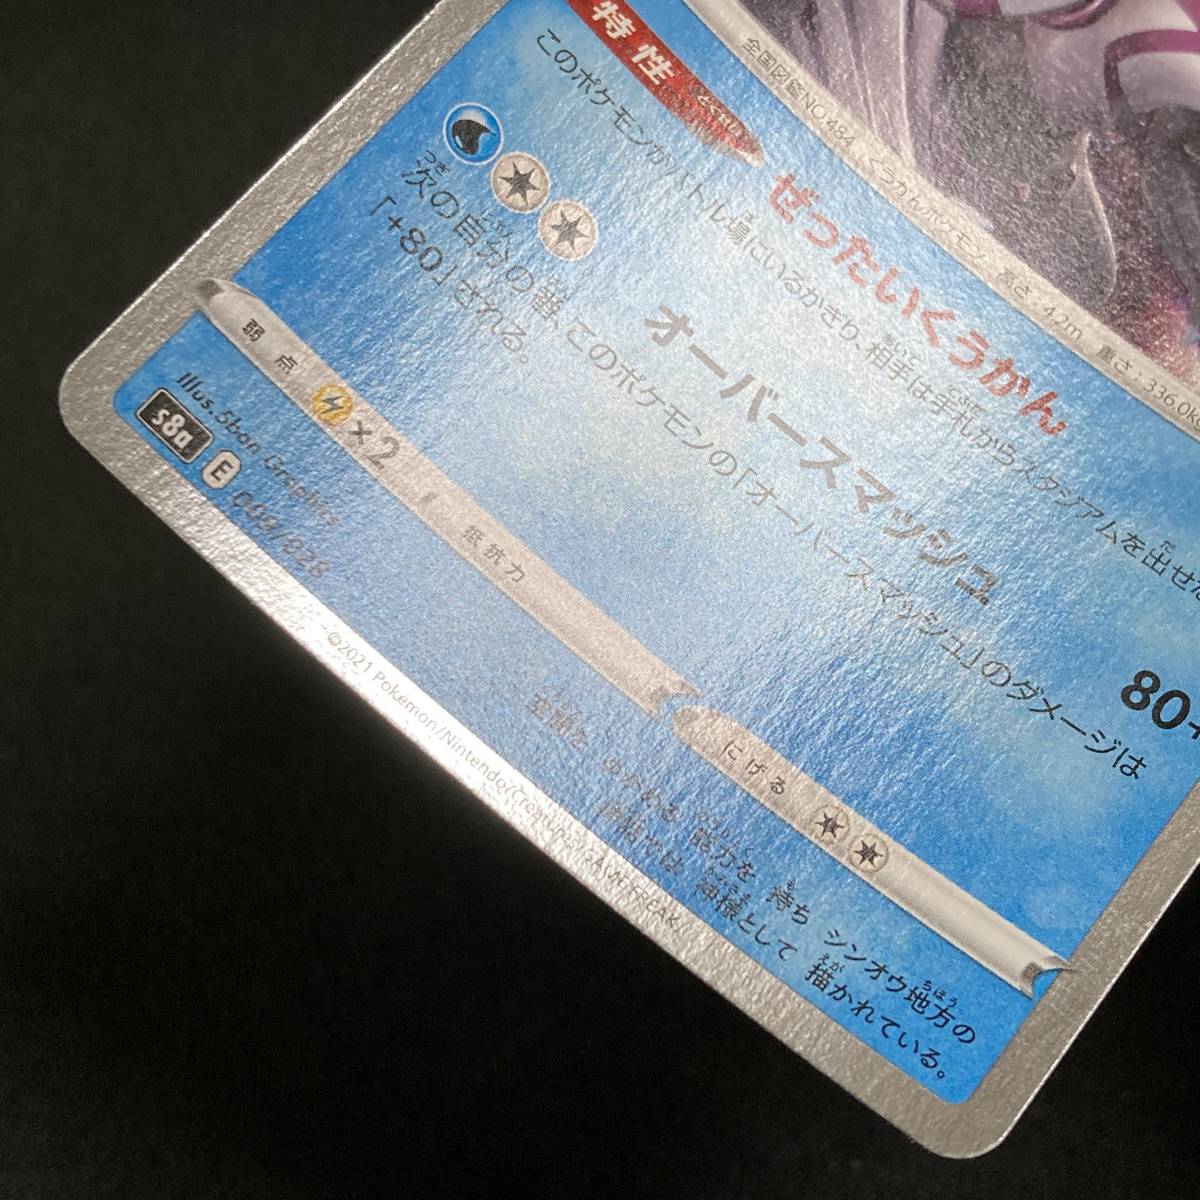 全国図鑑NO.484 くうかんポケモン 高さ:4.2m 重さ:336.0kg
特性 ぜったいくうかん
このポケモンがバトル場にいるかぎり、相手は手札からスタジアムを出せな
オーバースマッシュ 80+
次の自分の番、このポケモンの「オーバースマッシュ」のダメージは
「+80」される。
弱点 ×2 抵抗力 にげる
Illus. 5ban Graphics
s8a E 009/028
空間を ゆがめる 能力を 持ち シンオウ地方の
神話では 神様として 描かれている。
©2021 Pokémon/Nintendo/Creatures/GAME FREAK